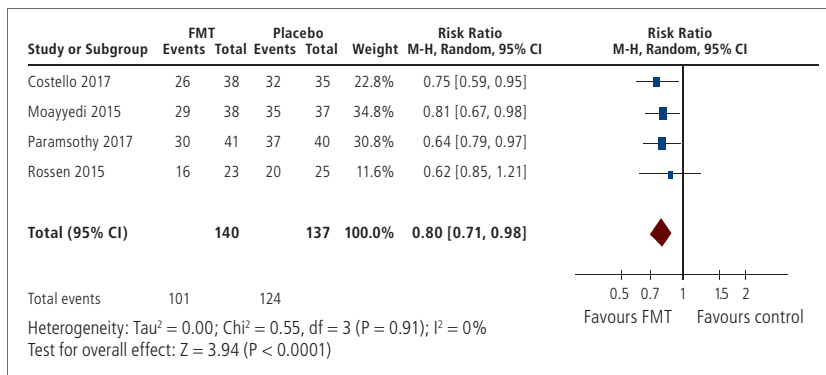 FMT Placebo Risk Ratio Risk Ratio
Study or Subgroup Events Total Events Total Weight M-H, Random, 95% CI M-H, Random, 95% CI
Costello 2017 26 38 32 35 22.8% 0.75 [0.59, 0.95]
Moayyedi 2015 29 38 35 37 34.8% 0.81 [0.67, 0.98]
Paramsothy 2017 30 41 37 40 30.8% 0.64 [0.79, 0.97]
Rossen 2015 16 23 20 25 11.6% 0.62 [0.85, 1.21]
Total (95% CI) 140 137 100.0% 0.80 [0.71, 0.98]
Total events 101 124
0.5 0.7 1 1.5 2
Favours FMT Favours control
Heterogeneity: Tau² = 0.00; Chi² = 0.55, df = 3 (P = 0.91); I² = 0%
Test for overall effect: Z = 3.94 (P < 0.0001)